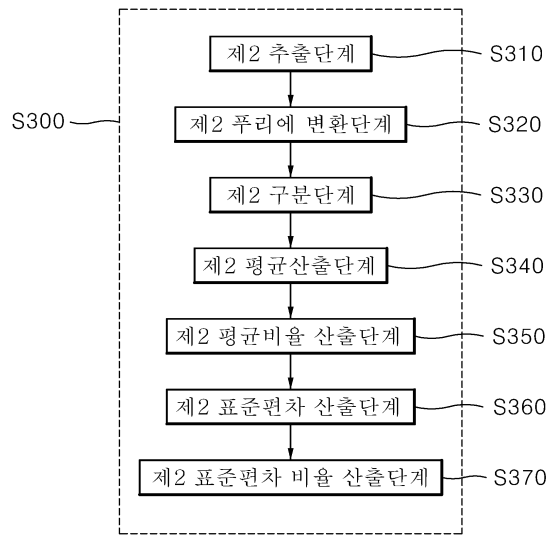 제2 추출단계 S310
S300
제2 푸리에 변환단계 S320
제2 구분단계 S330
제2 평균산출단계 S340
제2 평균비율 산출단계 S350
제2 표준편차 산출단계 S360
제2 표준편차 비율 산출단계 S370